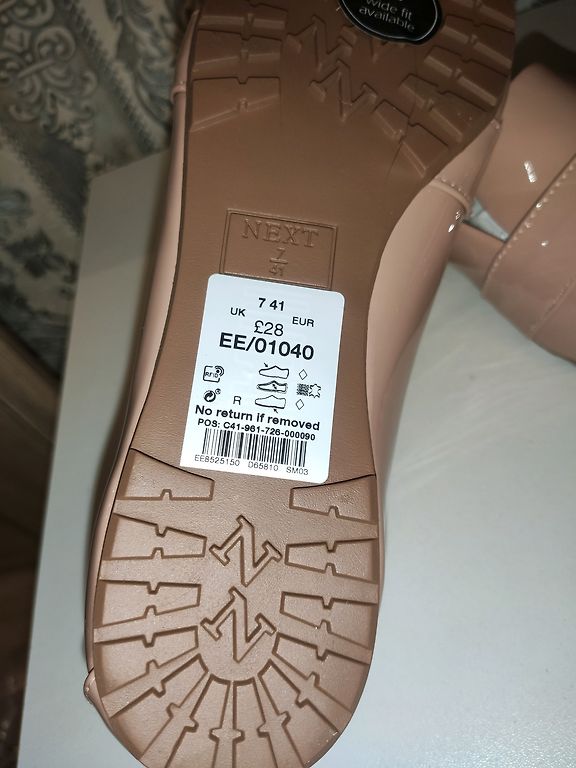 wide fit
available
NEXT
7
41
7 41
UK EUR
£28
EE/01040
RFID
R
No return if removed
POS: C41-961-726-000090
EE8525150 D65810 SM03